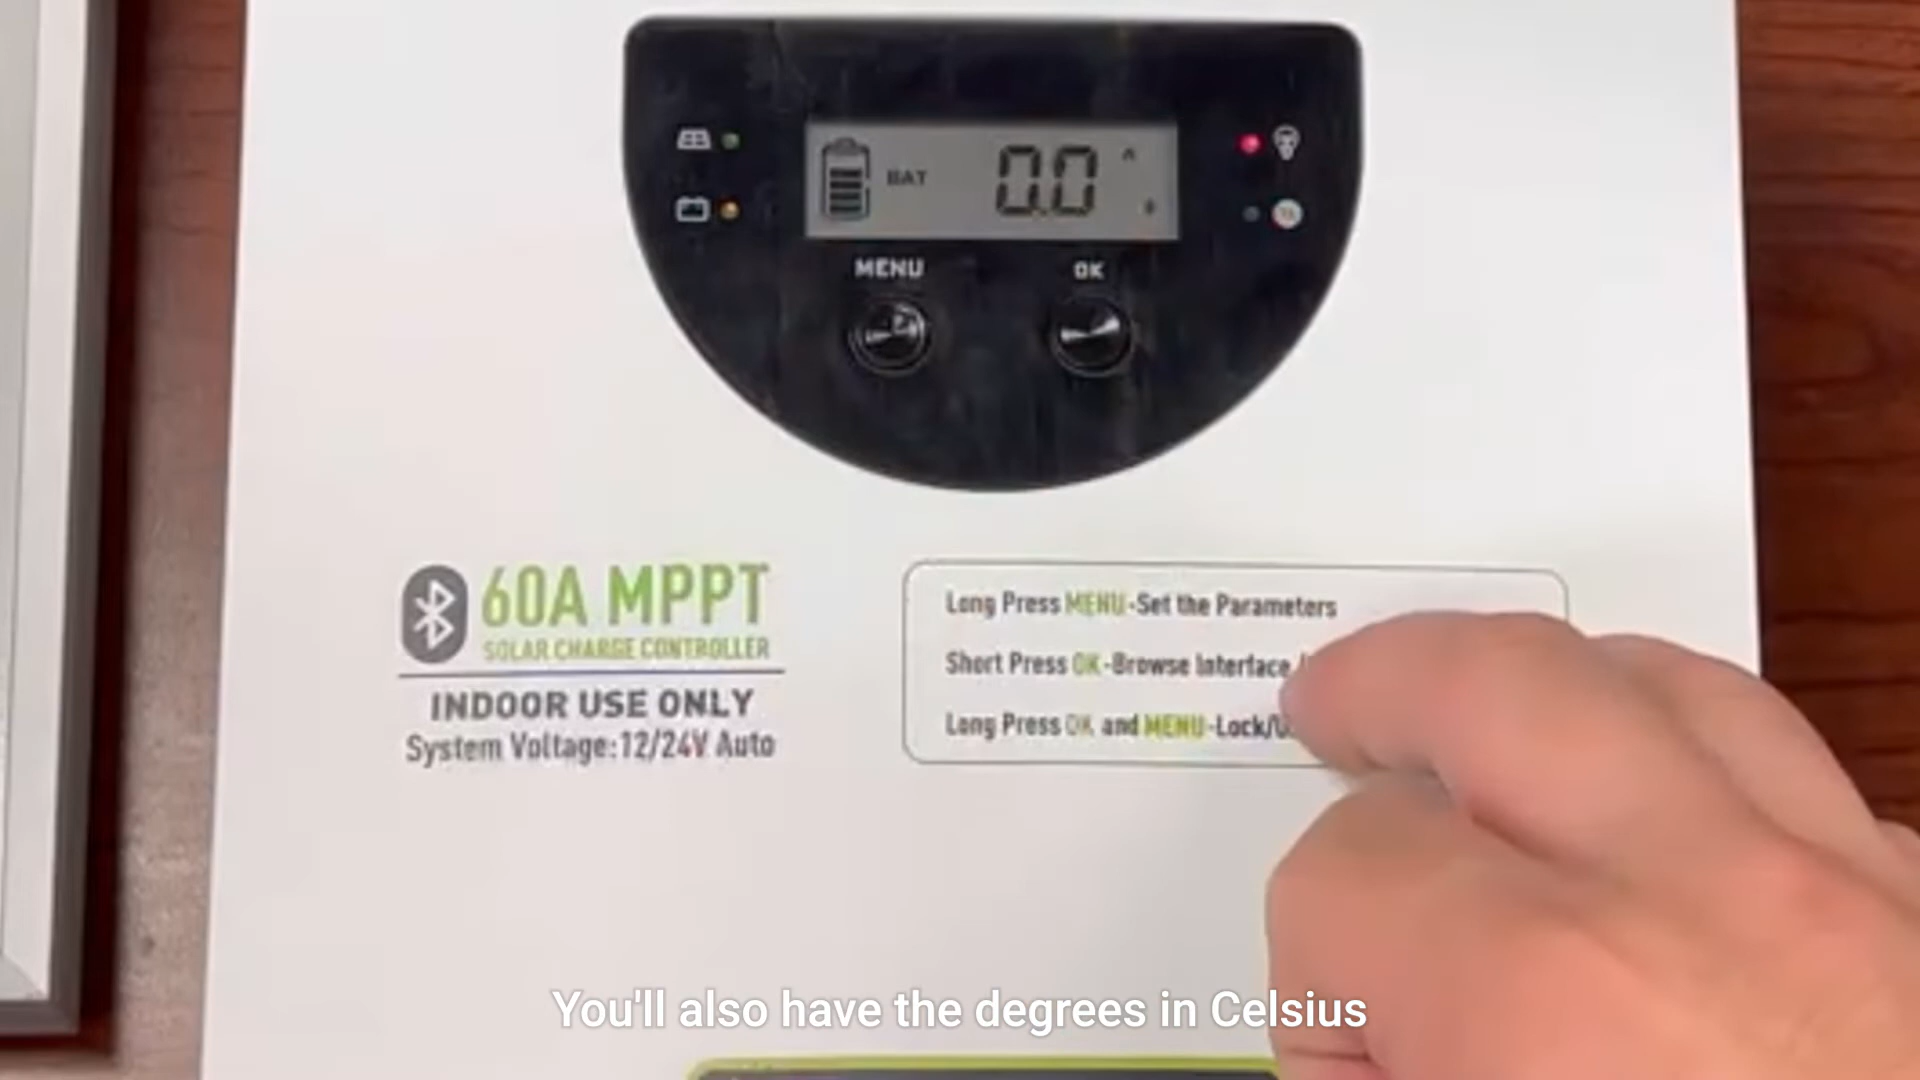 BAT 0.0 A
MENU OK
60A MPPT
SOLAR CHARGE CONTROLLER
INDOOR USE ONLY
System Voltage:12/24V Auto
Long Press MENU-Set the Parameters
Short Press OK-Browse Interface
Long Press OK and MENU-Lock/
You'll also have the degrees in Celsius